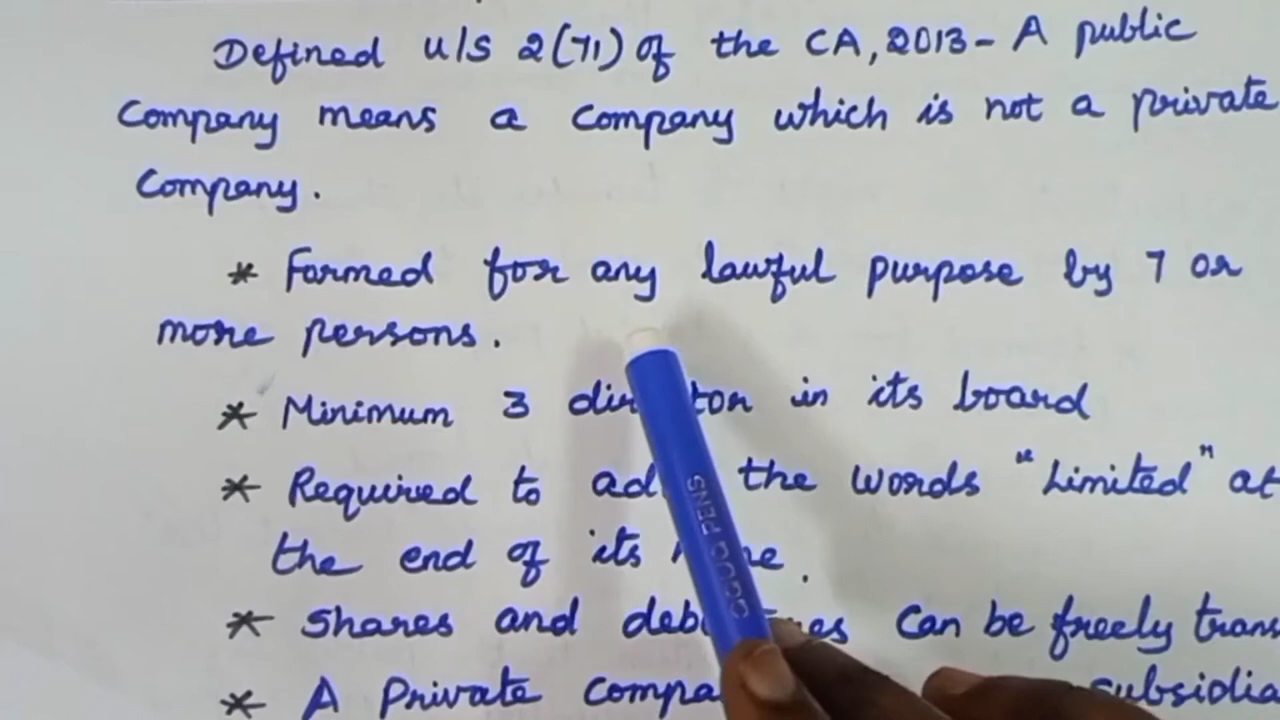 Defined u/s 2(71) of the CA, 2013 - A public
Company means a Company which is not a private
Company.
* Formed for any lawful purpose by 7 or
more persons.
* Minimum 3 in its board
* Required to the words "Limited" at
the end of its
* Shares and can be freely
* A Private
GOOD PENS